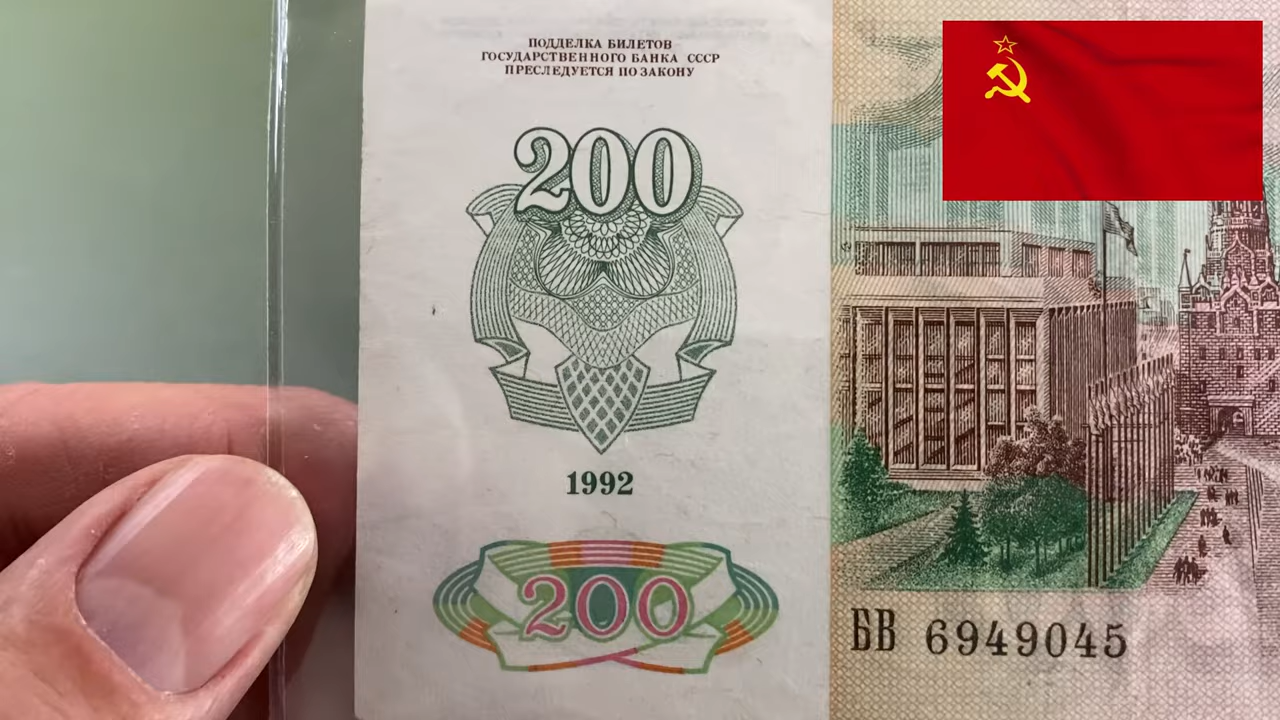 ПОДДЕЛКА БИЛЕТОВ
ГОСУДАРСТВЕННОГО БАНКА СССР
ПРЕСЛЕДУЕТСЯ ПО ЗАКОНУ
200
1992
200
БВ 6949045